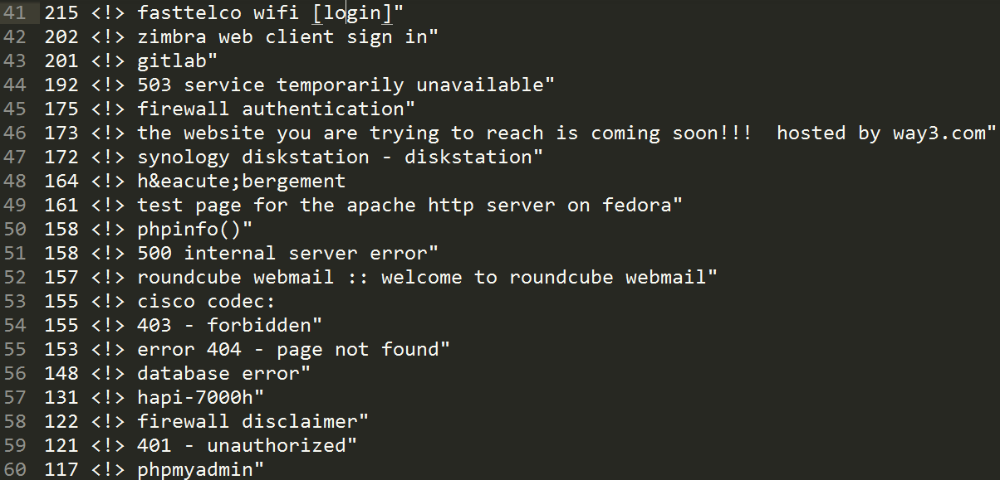 41 215 <!> fasttelco wifi [login]"
42 202 <!> zimbra web client sign in"
43 201 <!> gitlab"
44 192 <!> 503 service temporarily unavailable"
45 175 <!> firewall authentication"
46 173 <!> the website you are trying to reach is coming soon!!!  hosted by way3.com"
47 172 <!> synology diskstation - diskstation"
48 164 <!> h&eacute;bergement
49 161 <!> test page for the apache http server on fedora"
50 158 <!> phpinfo()"
51 158 <!> 500 internal server error"
52 157 <!> roundcube webmail :: welcome to roundcube webmail"
53 155 <!> cisco codec:
54 155 <!> 403 - forbidden"
55 153 <!> error 404 - page not found"
56 148 <!> database error"
57 131 <!> hapi-7000h"
58 122 <!> firewall disclaimer"
59 121 <!> 401 - unauthorized"
60 117 <!> phpmyadmin"